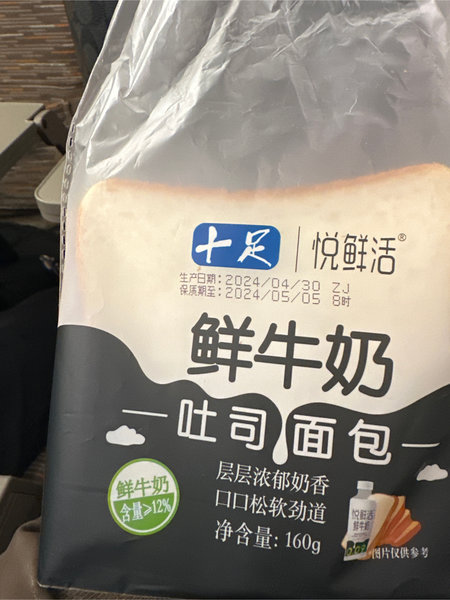 十足 | 悦鲜活®
生产日期：2024/04/30 ZJ
保质期至：2024/05/05 8时
鲜牛奶
吐司面包
层层浓郁奶香
口口松软劲道
净含量：160g
鲜牛奶
含量≥12%
悦鲜活
鲜牛奶
图片仅供参考